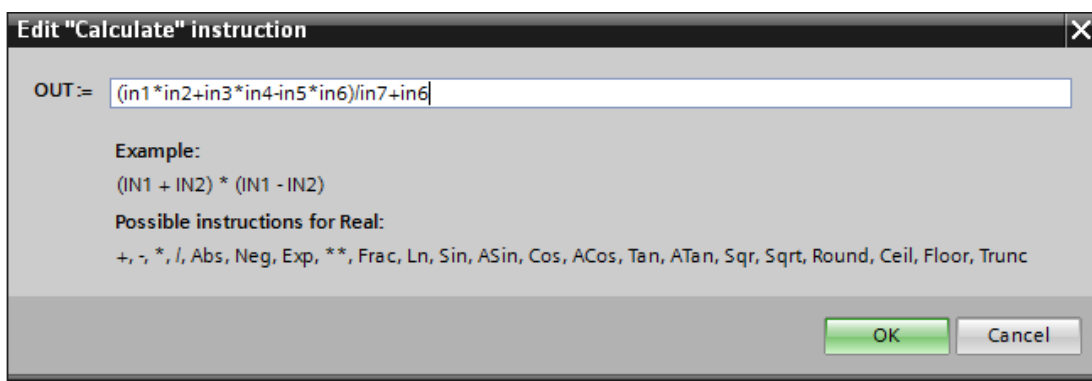 Edit "Calculate" instruction
OUT := (in1*in2+in3*in4-in5*in6)/in7+in6
Example:
(IN1 + IN2) * (IN1 - IN2)
Possible instructions for Real:
+, -, *, /, Abs, Neg, Exp, **, Frac, Ln, Sin, ASin, Cos, ACos, Tan, ATan, Sqr, Sqrt, Round, Ceil, Floor, Trunc
OK Cancel